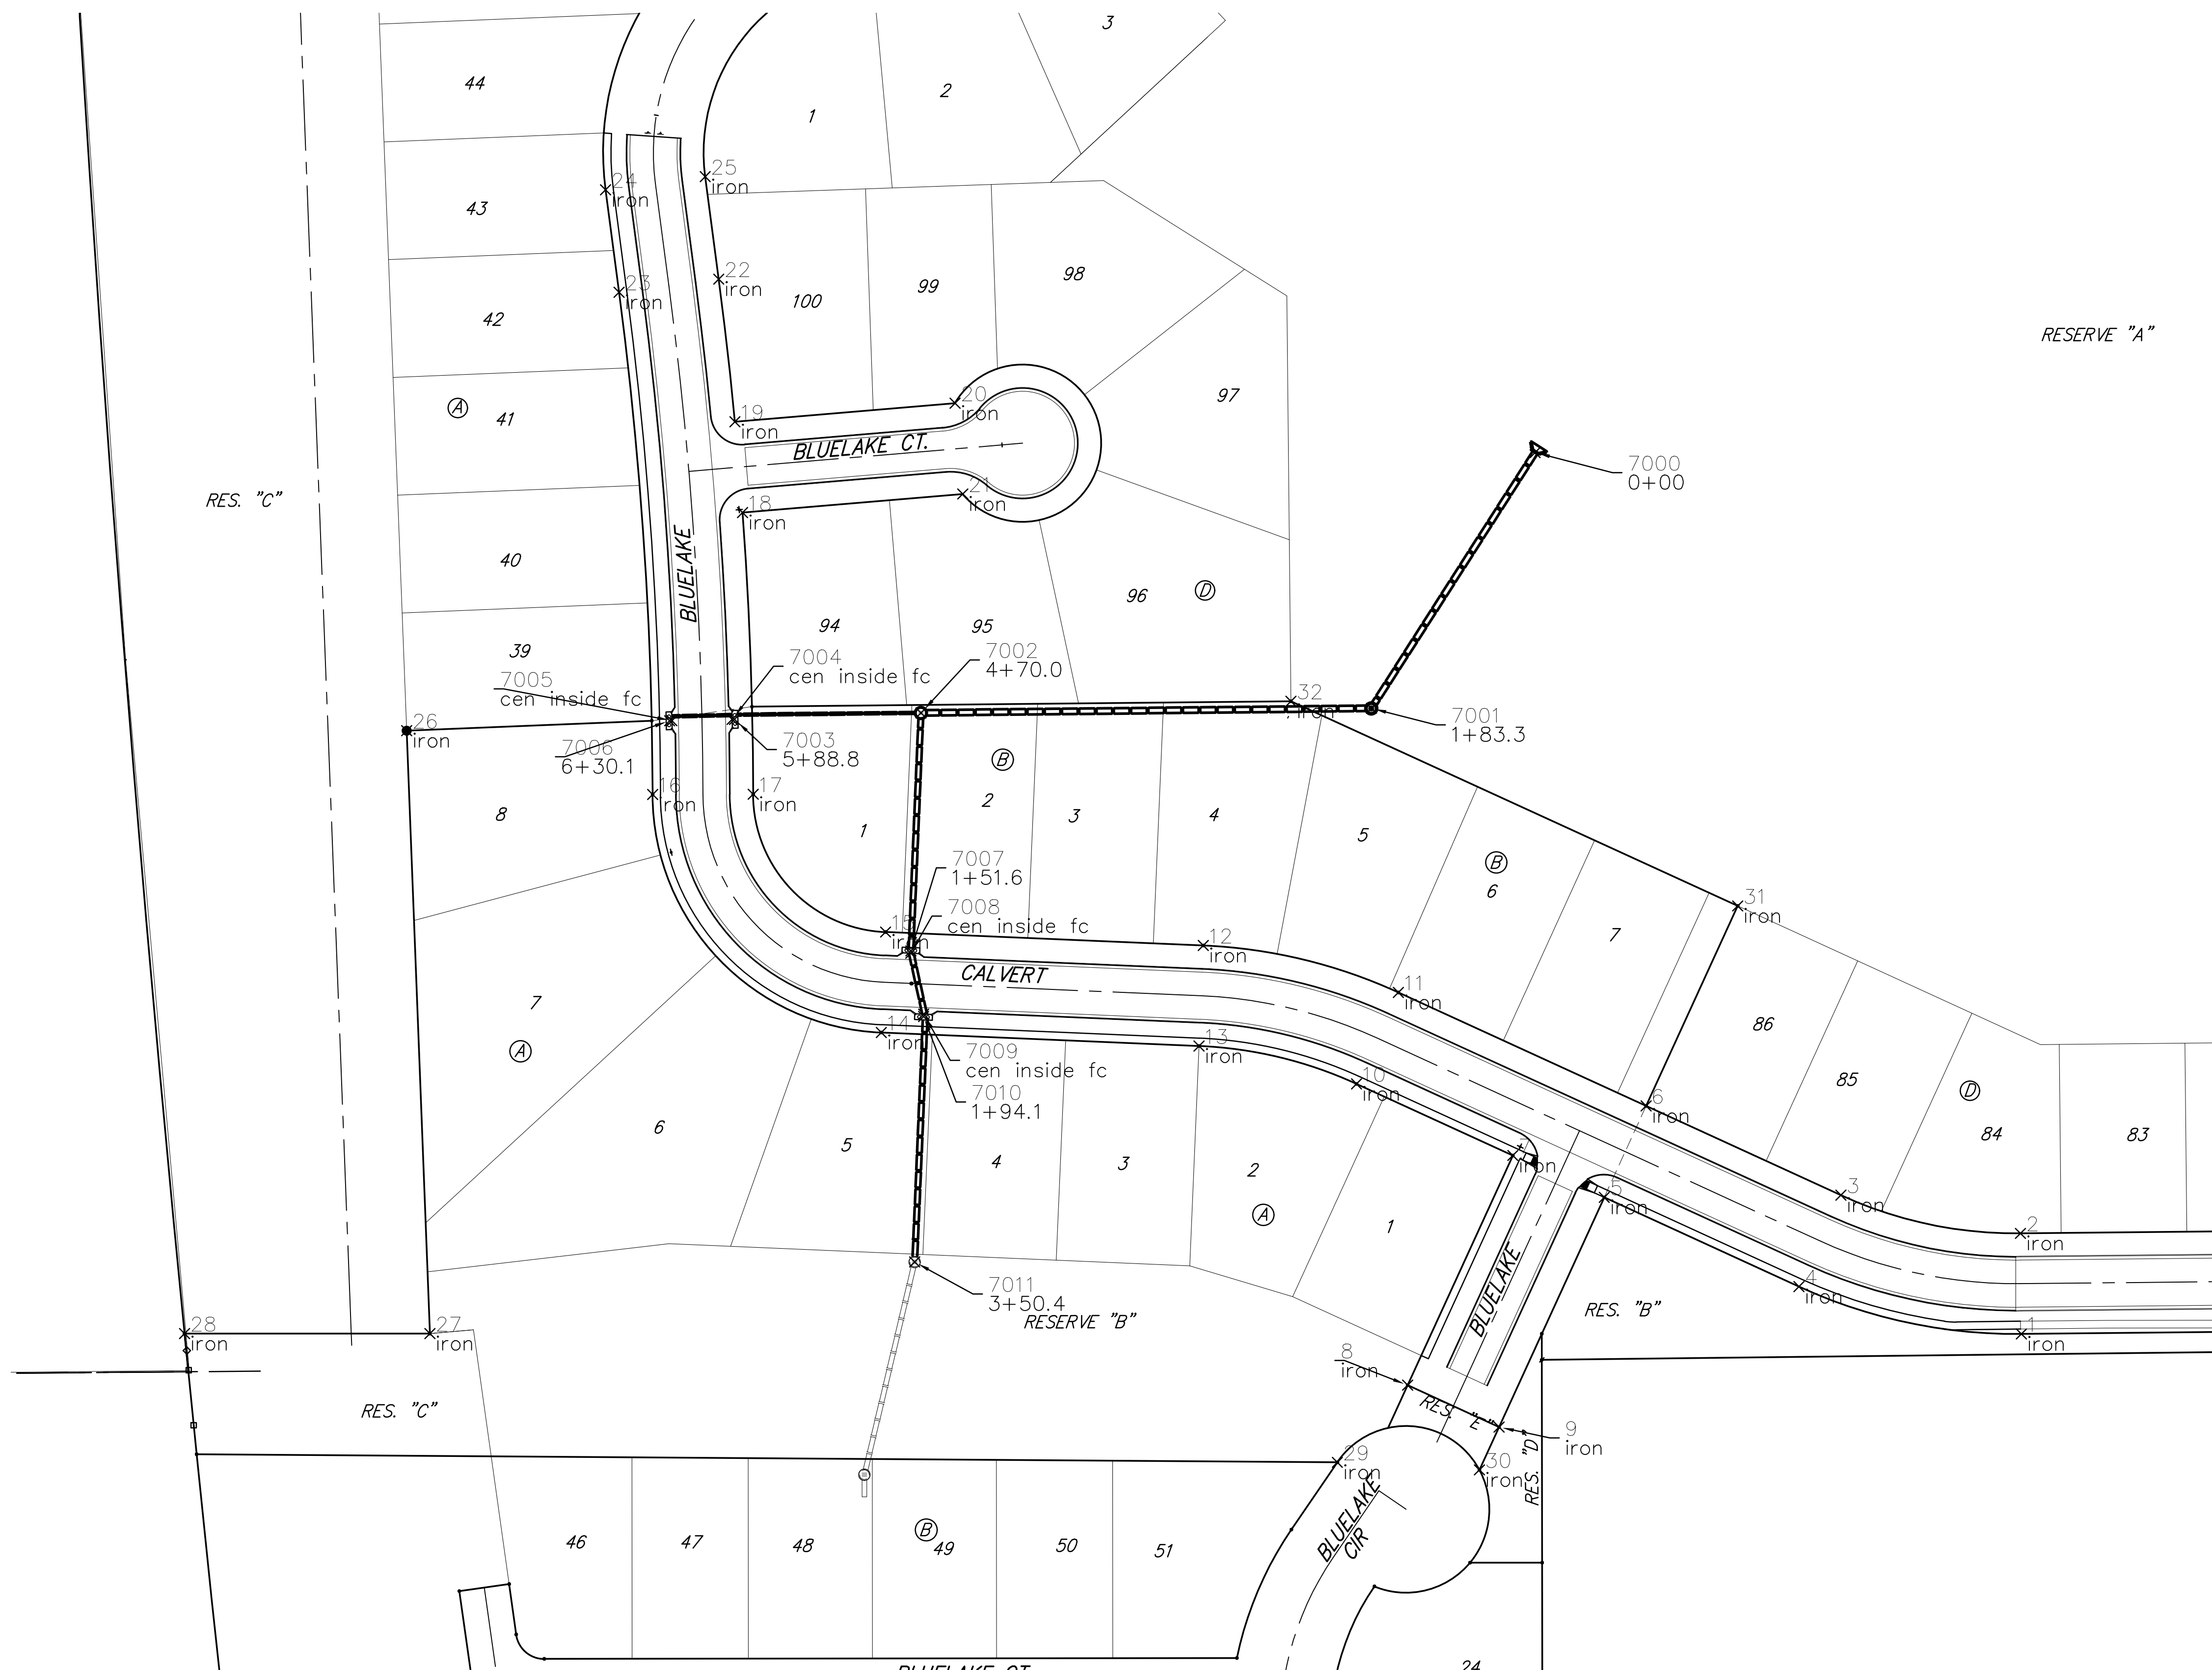 3
44
2
1
25
iron
24
iron
43
98
22
iron
99
23
iron
100
42
RESERVE "A"
97
20
iron
A
41
19
iron
BLUELAKE CT.
7000
0+00
RES. "C"
21
iron
18
iron
40
BLUELAKE
96
D
94
95
39
7004
cen inside fc
7002
4+70.0
7005
cen inside fc
32
iron
7001
1+83.3
26
iron
7006
6+30.1
7003
5+88.8
B
2
16
iron
17
iron
8
1
3
4
5
B
6
7007
1+51.6
7008
cen inside fc
31
iron
15
iron
12
iron
7
CALVERT
11
iron
7
A
14
iron
13
iron
86
7009
cen inside fc
10
iron
85
D
7010
1+94.1
6
iron
6
5
4
3
2
7
iron
84
83
A
1
5
iron
3
iron
2
iron
BLUELAKE
7011
3+50.4
RESERVE "B"
4
iron
RES. "B"
28
iron
27
iron
1
iron
8
iron
RES. "C"
RES. "E"
9
iron
RES. "D"
29
iron
30
iron
BLUELAKE
CIR
46
47
48
B
49
50
51
BLUELAKE CT.
24